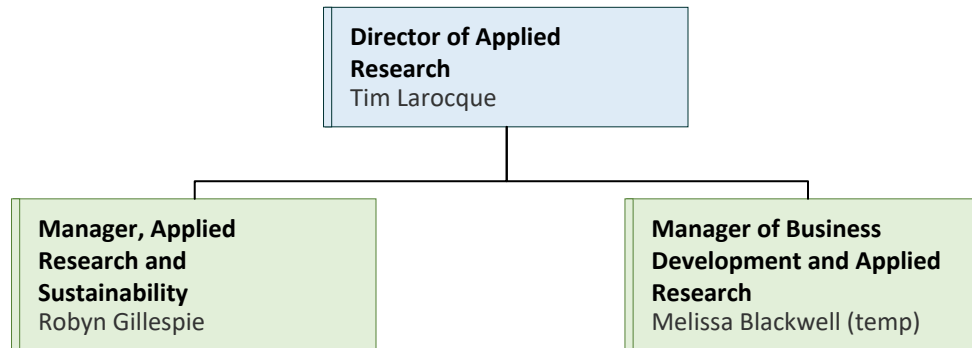 Director of Applied
Research
Tim Larocque
Manager, Applied
Research and
Sustainability
Robyn Gillespie
Manager of Business
Development and Applied
Research
Melissa Blackwell (temp)